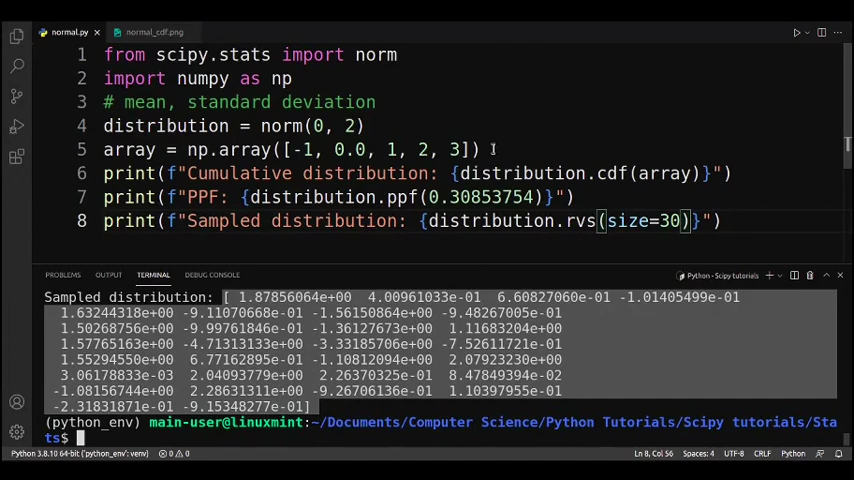 normal.py
normal_cdf.png
1 from scipy.stats import norm
2 import numpy as np
3 # mean, standard deviation
4 distribution = norm(0, 2)
5 array = np.array([-1, 0.0, 1, 2, 3])
6 print(f"Cumulative distribution: {distribution.cdf(array)}")
7 print(f"PPF: {distribution.ppf(0.30853754)}")
8 print(f"Sampled distribution: {distribution.rvs(size=30)}")
PROBLEMS OUTPUT TERMINAL DEBUG CONSOLE
Python - Scipy tutorials
Sampled distribution: [ 1.87856064e+00 4.00961033e-01 6.60827060e-01 -1.01405499e-01
1.63244318e+00 -9.11070668e-01 -1.56150864e+00 -9.48267005e-01
1.50268756e+00 -9.99761846e-01 -1.36127673e+00 1.11683204e+00
1.57765163e+00 -4.71313133e-01 -3.33185706e-01 -7.52611721e-01
1.55294550e+00 6.77162895e-01 -1.10812094e+00 2.07923230e+00
3.06178833e-03 2.04093779e+00 2.26370325e-01 8.47849394e-02
-1.08156744e+00 2.28631311e+00 -9.26706136e-01 1.10397955e-01
-2.31831871e-01 -9.15348277e-01]
(python_env) main-user@linuxmint:~/Documents/Computer Science/Python Tutorials/Scipy tutorials/Sta
ts$
Python 3.8.10 64-bit ('python_env': venv) 0 0 Ln 8, Col 56 Spaces: 4 UTF-8 CRLF Python